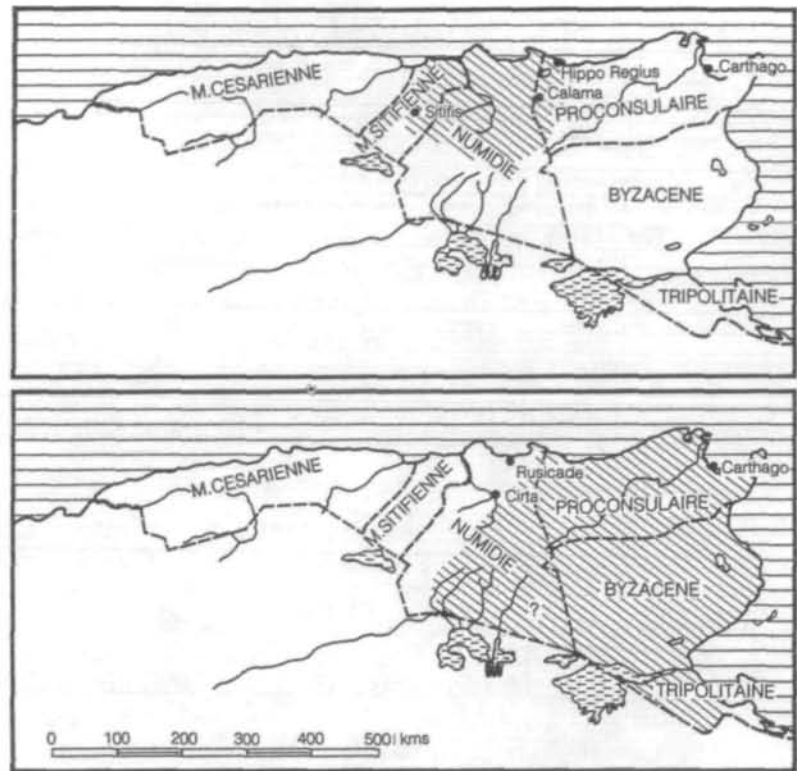 M. CESARIENNE
M. SITIFIENNE
Sitifis
NUMIDIE
Hippo Regius
Calama
PROCONSULAIRE
Carthago
BYZACENE
TRIPOLITAINE
M. CESARIENNE
M. SITIFIENNE
Rusicade
Cirta
NUMIDIE
PROCONSULAIRE
Carthago
BYZACENE
?
TRIPOLITAINE
0 100 200 300 400 500 kms